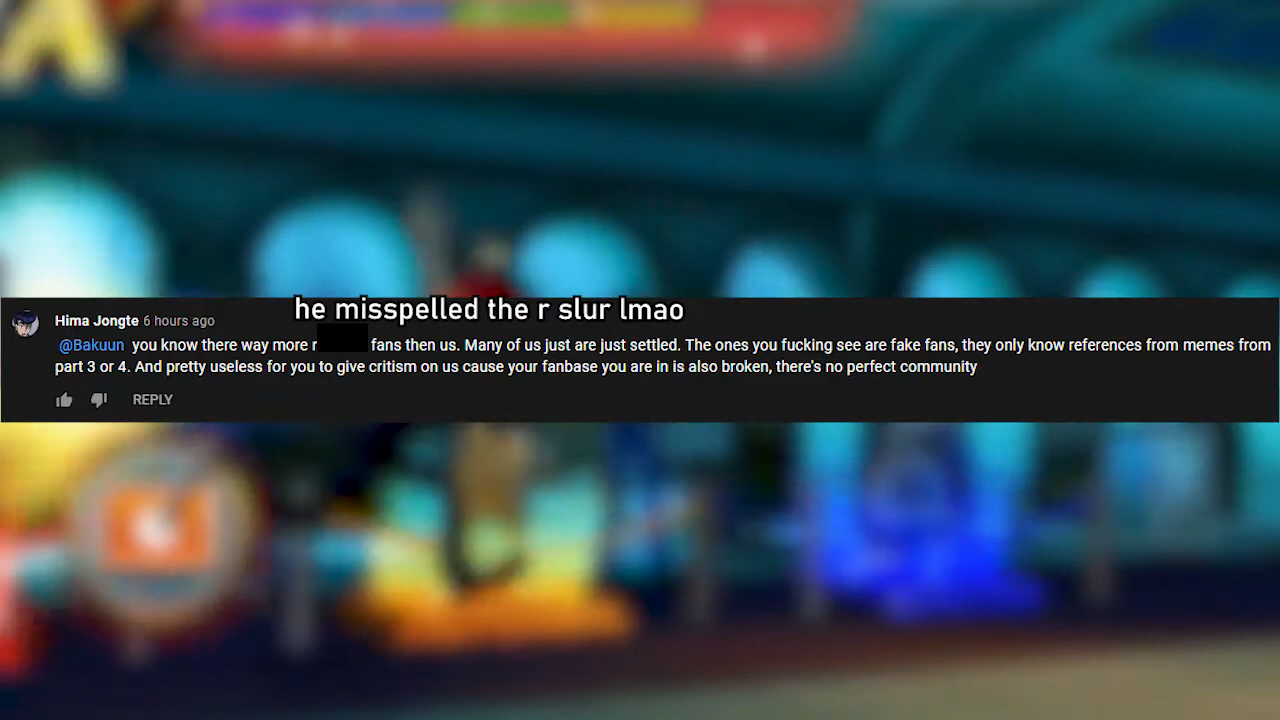 he misspelled the r slur lmao
Hima Jongte 6 hours ago
@Bakuun you know there way more r fans then us. Many of us just are just settled. The ones you fucking see are fake fans, they only know references from memes from
part 3 or 4. And pretty useless for you to give critism on us cause your fanbase you are in is also broken, there's no perfect community
REPLY